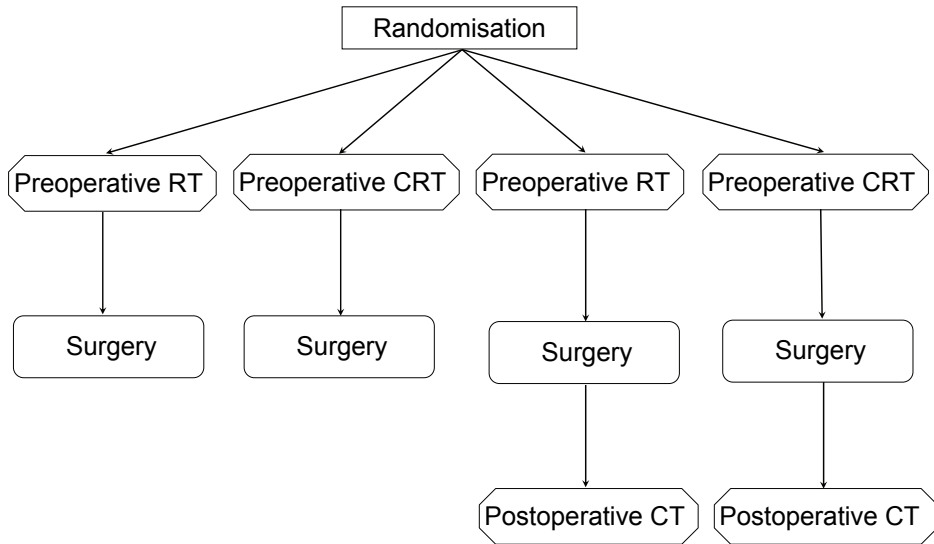 Randomisation
Preoperative RT
Preoperative CRT
Preoperative RT
Preoperative CRT
Surgery
Surgery
Surgery
Surgery
Postoperative CT
Postoperative CT